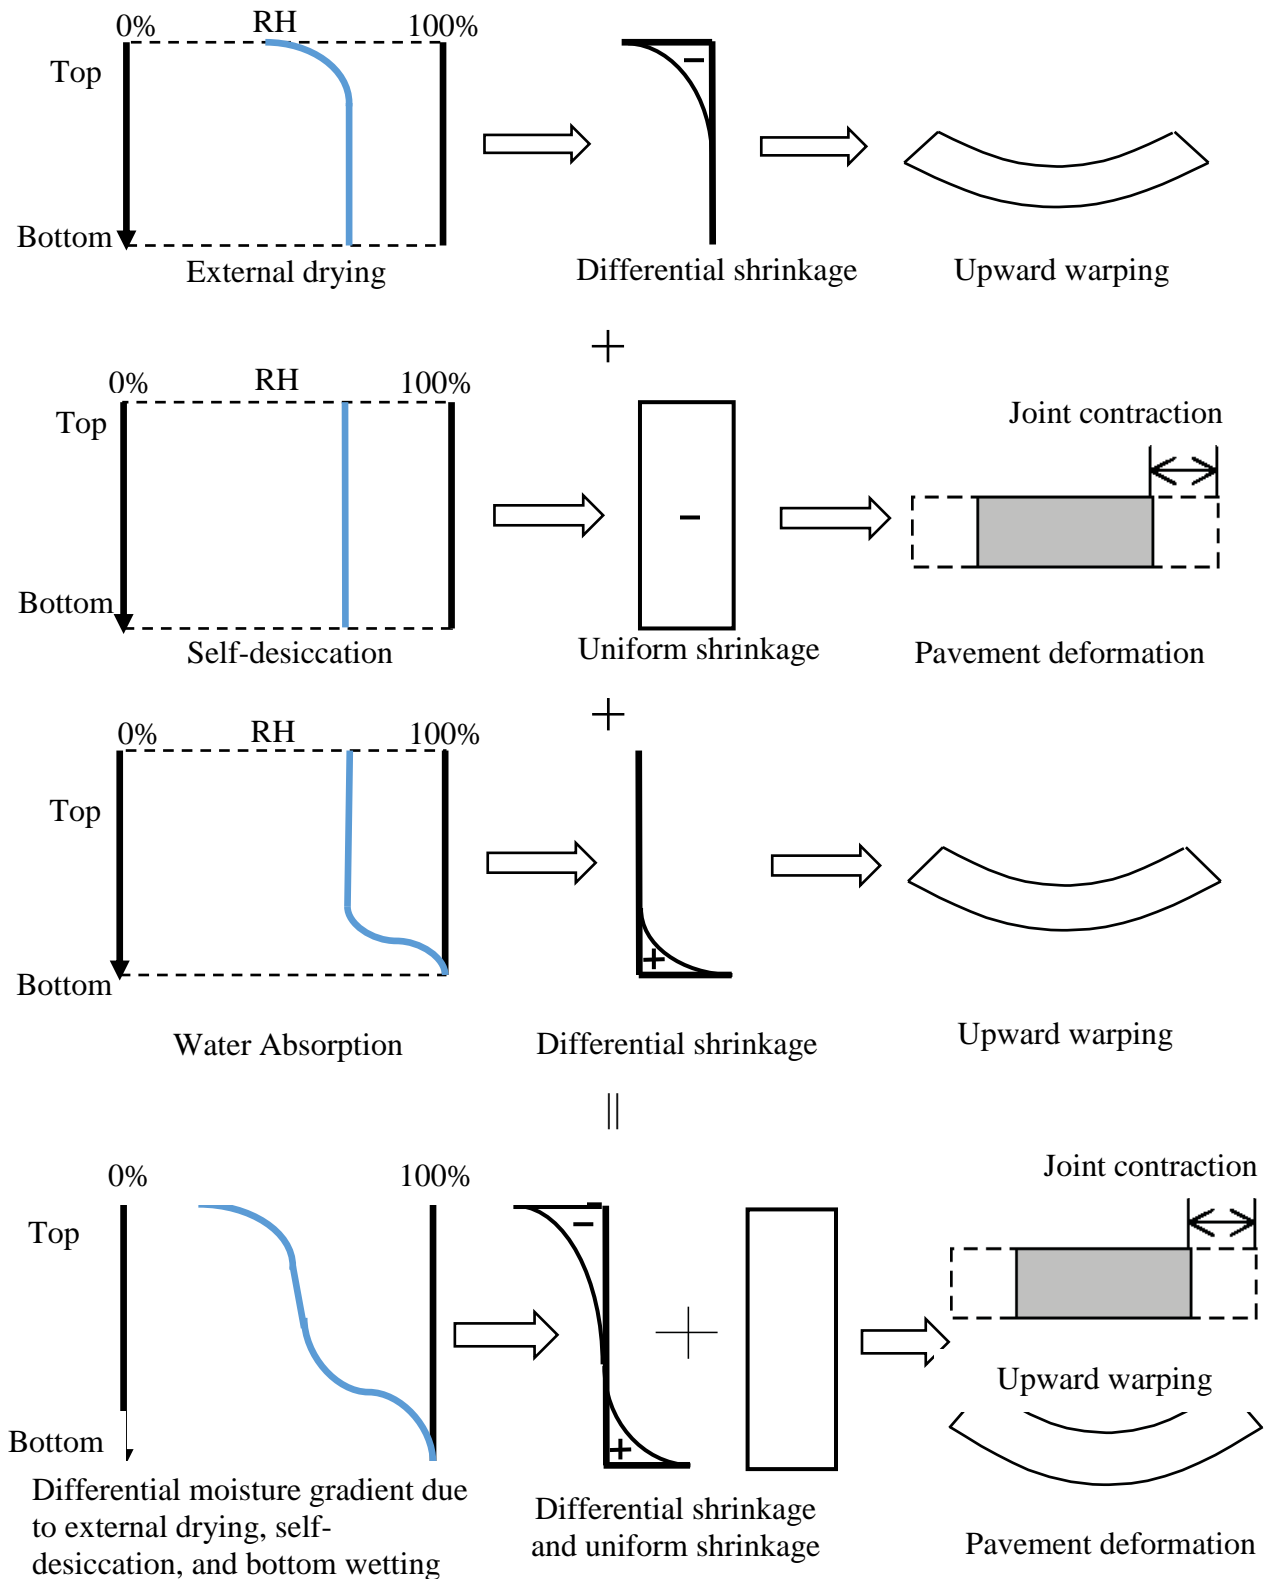 0% RH 100%
Top
Bottom
External drying
Differential shrinkage
Upward warping
+
0% RH 100%
Top
Joint contraction
−
Bottom
Self-desiccation
Uniform shrinkage
Pavement deformation
+
0% RH 100%
Top
+
Bottom
Water Absorption
Differential shrinkage
Upward warping
||
0% 100%
Joint contraction
Top
−
+
Upward warping
Bottom
+
Differential moisture gradient due
to external drying, self-
desiccation, and bottom wetting
Differential shrinkage
and uniform shrinkage
Pavement deformation